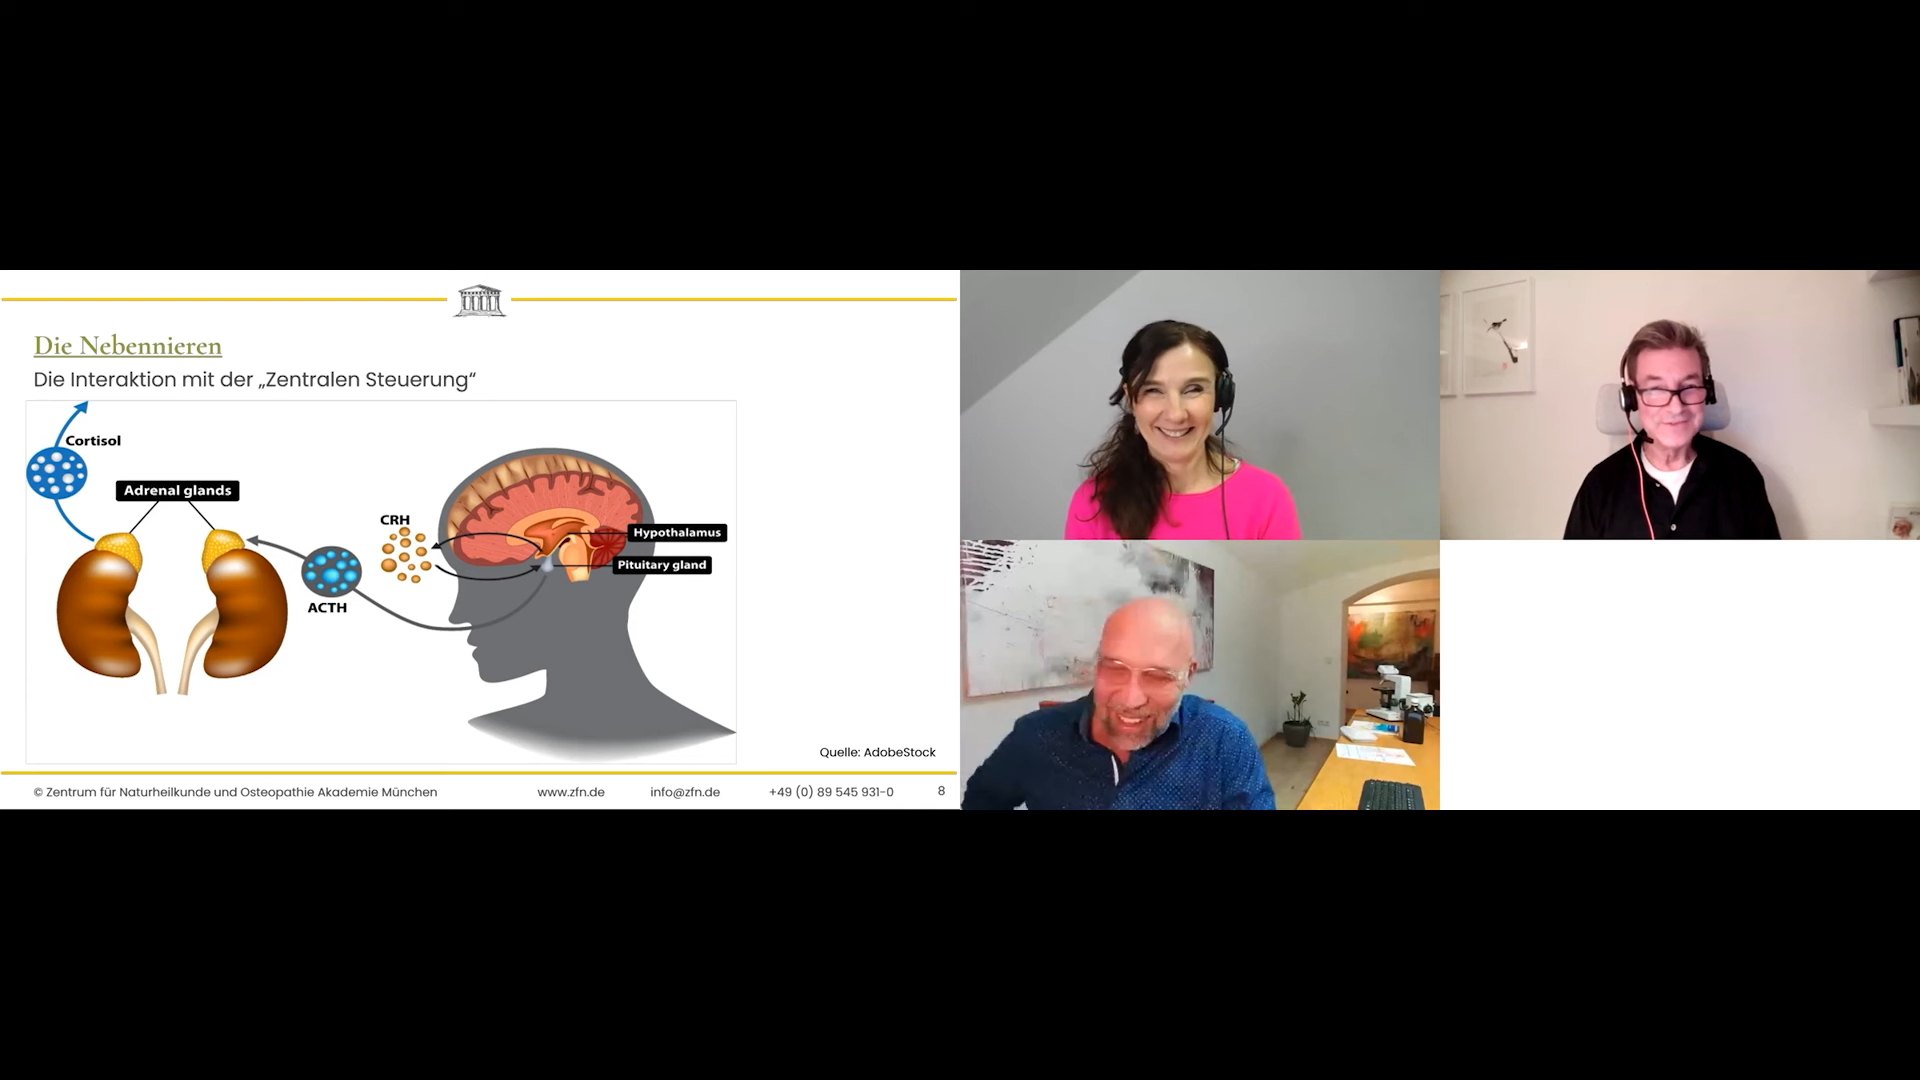 Die Nebennieren
Die Interaktion mit der „Zentralen Steuerung“
Cortisol
Adrenal glands
CRH
Hypothalamus
Pituitary gland
ACTH
Quelle: AdobeStock
© Zentrum für Naturheilkunde und Osteopathie Akademie München www.zfn.de info@zfn.de +49 (0) 89 545 931-0 8